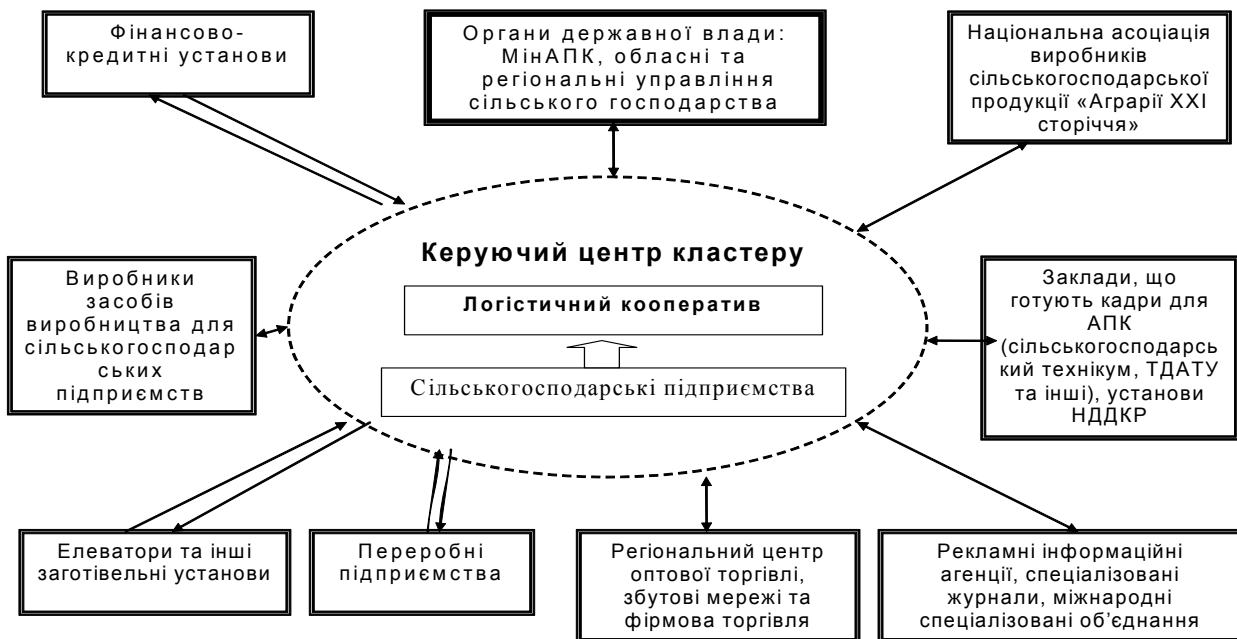 Фінансово-
кредитні установи
Органи державної влади:
МінАПК, обласні та
регіональні управління
сільського господарства
Національна асоціація
виробників
сільськогосподарської
продукції «Аграрії ХХІ
сторіччя»
Керуючий центр кластеру
Логістичний кооператив
Сільськогосподарські підприємства
Виробники
засобів
виробництва для
сільськогосподар
ських
підприємств
Заклади, що
готують кадри для
АПК
(сільськогосподарсь
кий технікум, ТДАТУ
та інші), установи
НДДКР
Елеватори та інші
заготівельні установи
Переробні
підприємства
Регіональний центр
оптової торгівлі,
збутові мережі та
фірмова торгівля
Рекламні інформаційні
агенції, спеціалізовані
журнали, міжнародні
спеціалізовані об’єднання